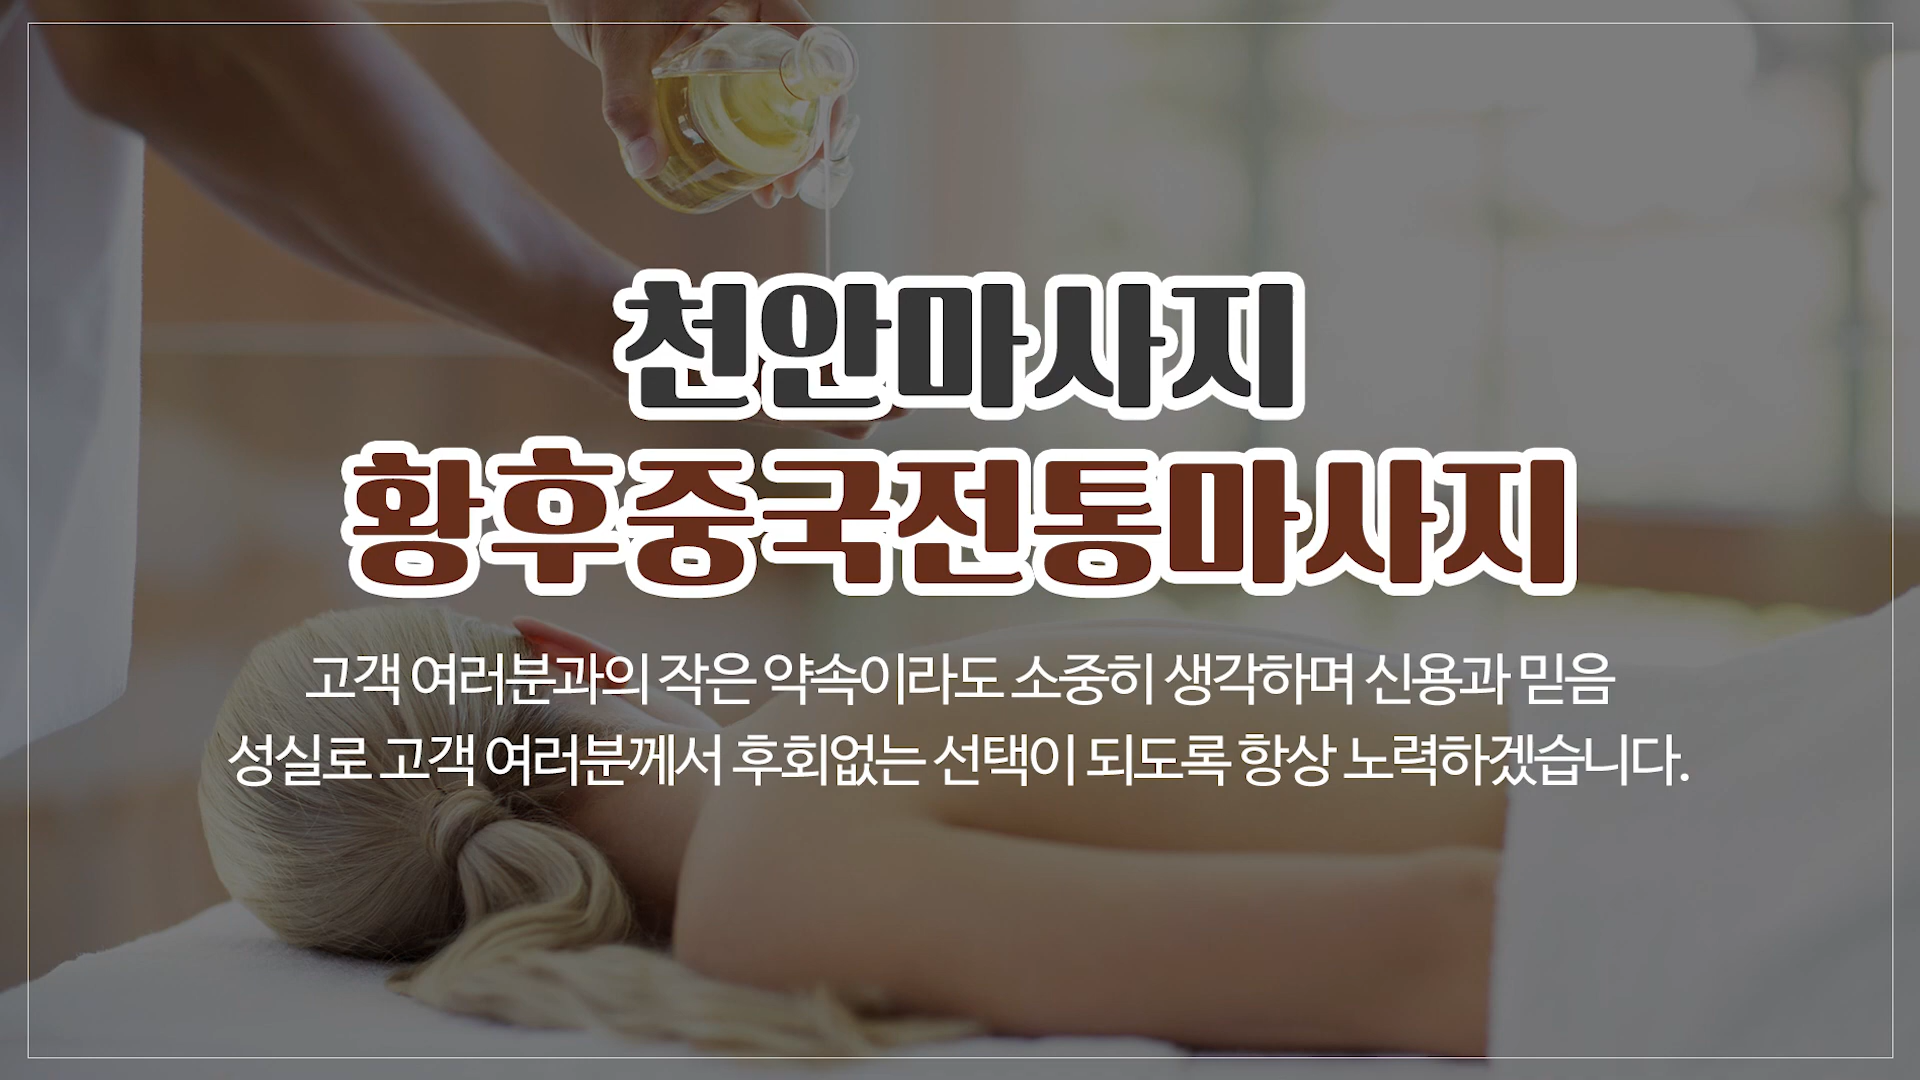 천안마사지
황후중국전통마사지
고객 여러분과의 작은 약속이라도 소중히 생각하며 신용과 믿음
성실로 고객 여러분께서 후회없는 선택이 되도록 항상 노력하겠습니다.